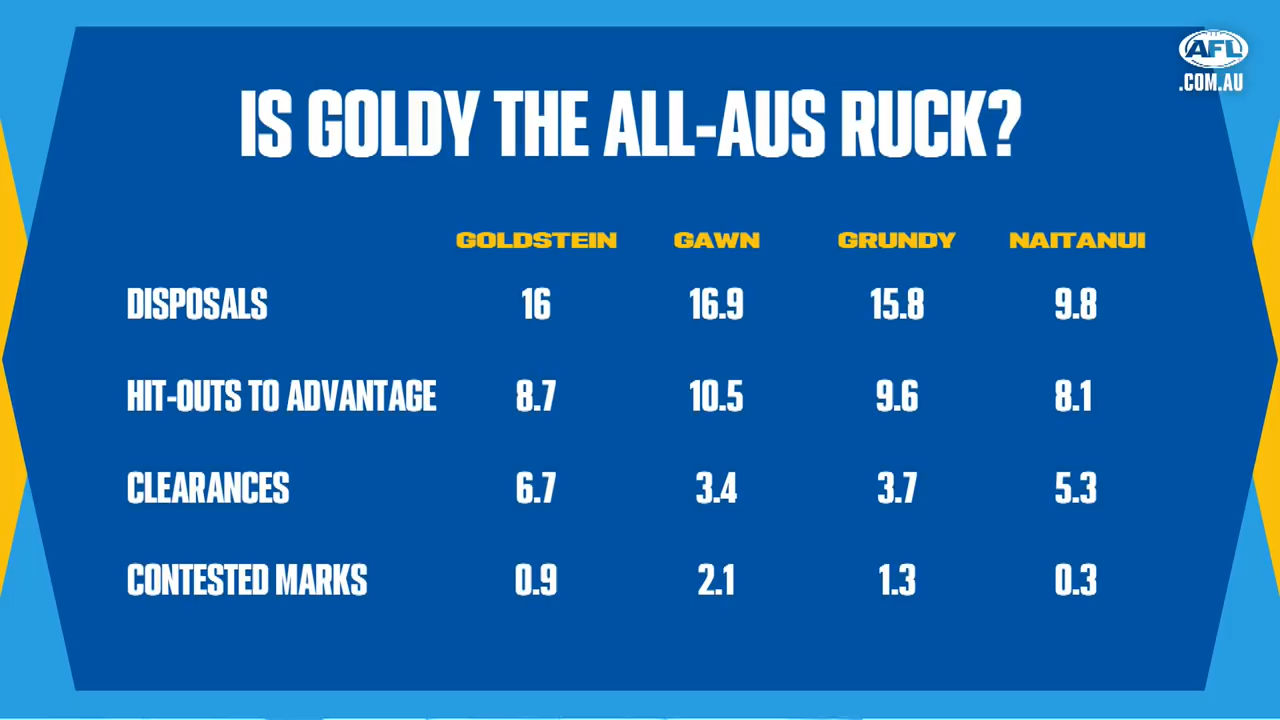 AFL
.COM.AU
IS GOLDY THE ALL-AUS RUCK?
GOLDSTEIN GAWN GRUNDY NAITANUI
DISPOSALS 16 16.9 15.8 9.8
HIT-OUTS TO ADVANTAGE 8.7 10.5 9.6 8.1
CLEARANCES 6.7 3.4 3.7 5.3
CONTESTED MARKS 0.9 2.1 1.3 0.3